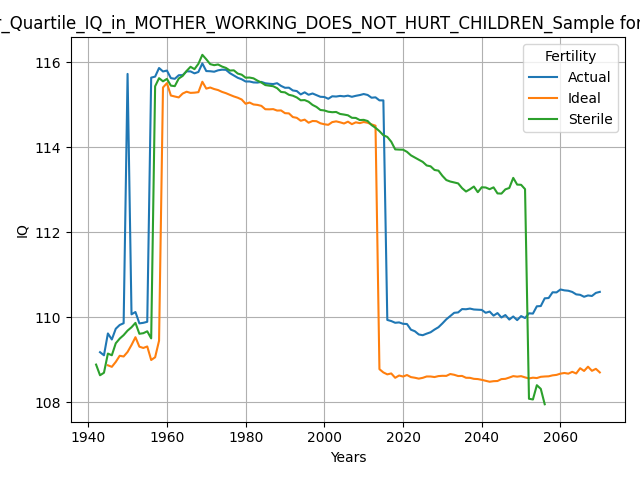 r_Quartile_IQ_in_MOTHER_WORKING_DOES_NOT_HURT_CHILDREN_Sample for
Fertility
Actual
Ideal
Sterile
116
114
112
110
108
IQ
1940 1960 1980 2000 2020 2040 2060
Years